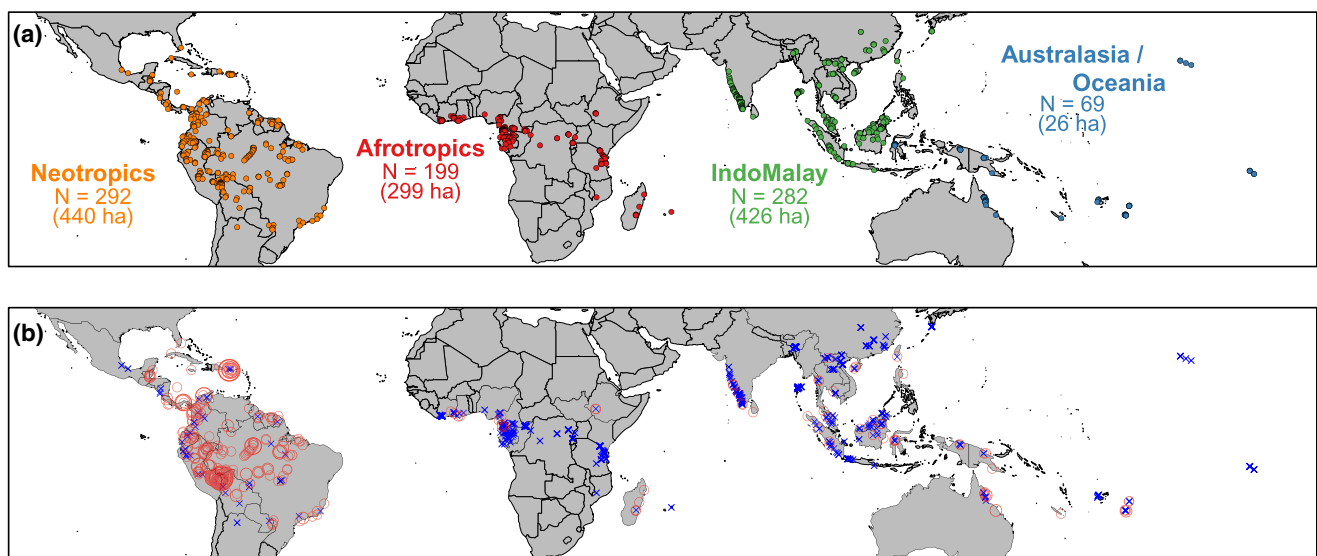 (a)
Neotropics
N = 292
(440 ha)
Afrotropics
N = 199
(299 ha)
IndoMalay
N = 282
(426 ha)
Australasia /
Oceania
N = 69
(26 ha)
(b)